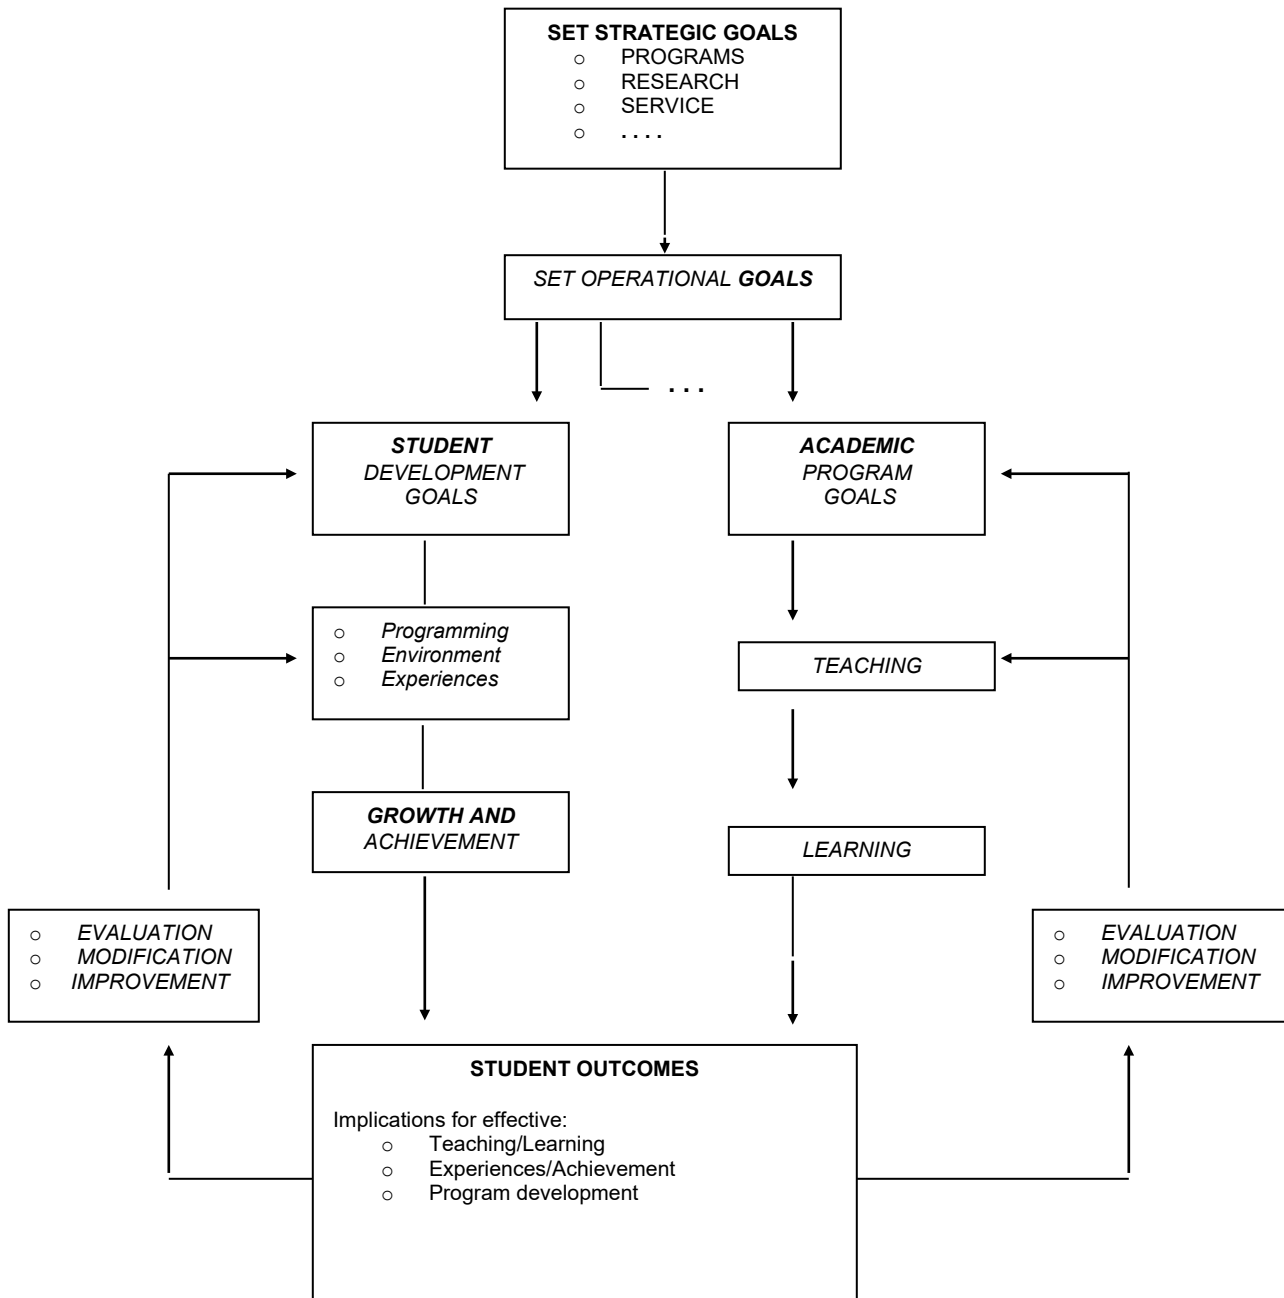 SET STRATEGIC GOALS
o PROGRAMS
o RESEARCH
o SERVICE
o . . . .
SET OPERATIONAL GOALS
. . .
STUDENT
DEVELOPMENT
GOALS
ACADEMIC
PROGRAM
GOALS
o Programming
o Environment
o Experiences
TEACHING
GROWTH AND
ACHIEVEMENT
LEARNING
o EVALUATION
o MODIFICATION
o IMPROVEMENT
o EVALUATION
o MODIFICATION
o IMPROVEMENT
STUDENT OUTCOMES
Implications for effective:
o Teaching/Learning
o Experiences/Achievement
o Program development